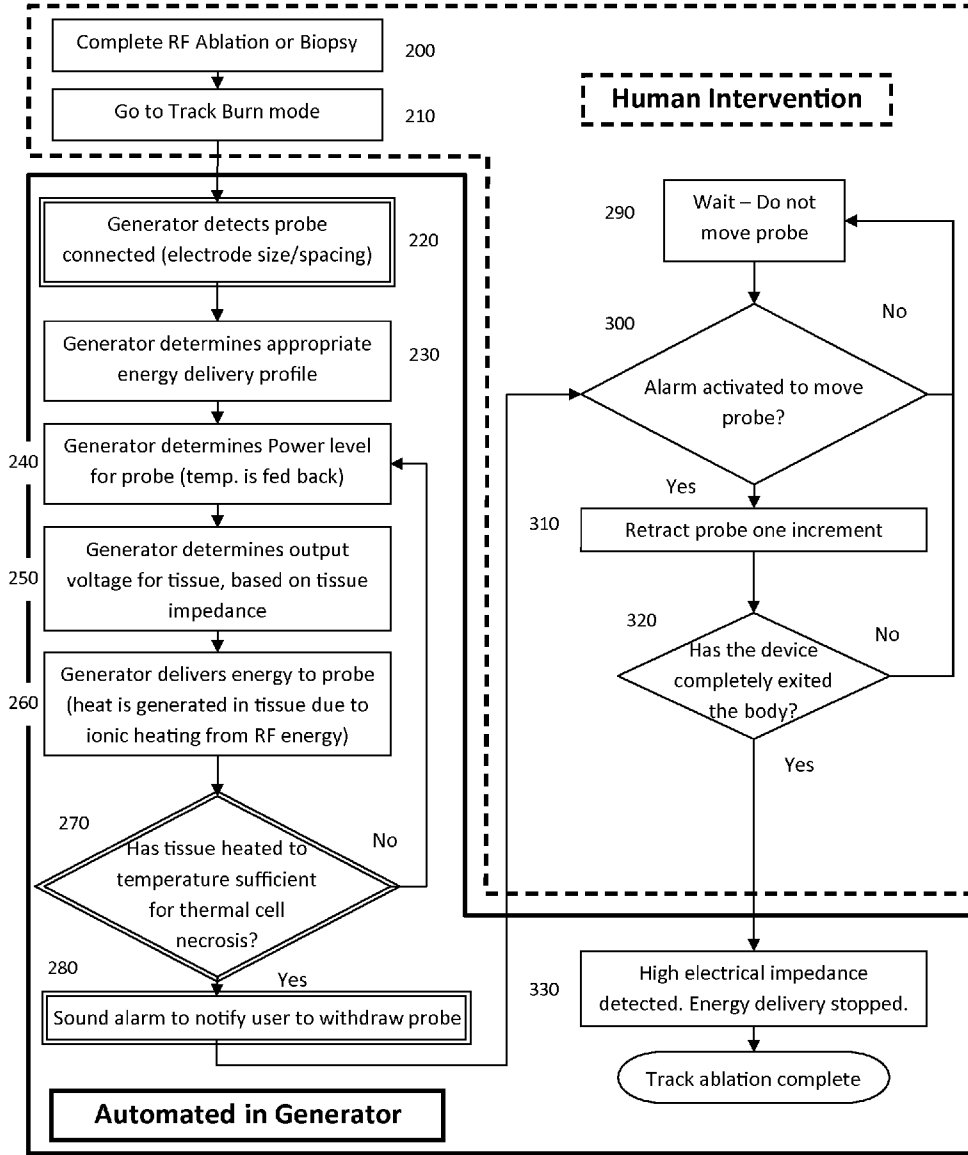 Complete RF Ablation or Biopsy
200
Go to Track Burn mode
210
Human Intervention
Generator detects probe
connected (electrode size/spacing)
220
Generator determines appropriate
energy delivery profile
230
240
Generator determines Power level
for probe (temp. is fed back)
250
Generator determines output
voltage for tissue, based on tissue
impedance
260
Generator delivers energy to probe
(heat is generated in tissue due to
ionic heating from RF energy)
270
Has tissue heated to
temperature sufficient
for thermal cell
necrosis?
No
Yes
280
Sound alarm to notify user to withdraw probe
Automated in Generator
290
Wait – Do not
move probe
300
Alarm activated to move
probe?
No
Yes
310
Retract probe one increment
320
Has the device
completely exited
the body?
No
Yes
330
High electrical impedance
detected. Energy delivery stopped.
Track ablation complete